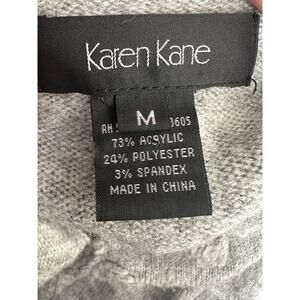 Karen Kane
M
RN 3605
73% ACRYLIC
24% POLYESTER
3% SPANDEX
MADE IN CHINA